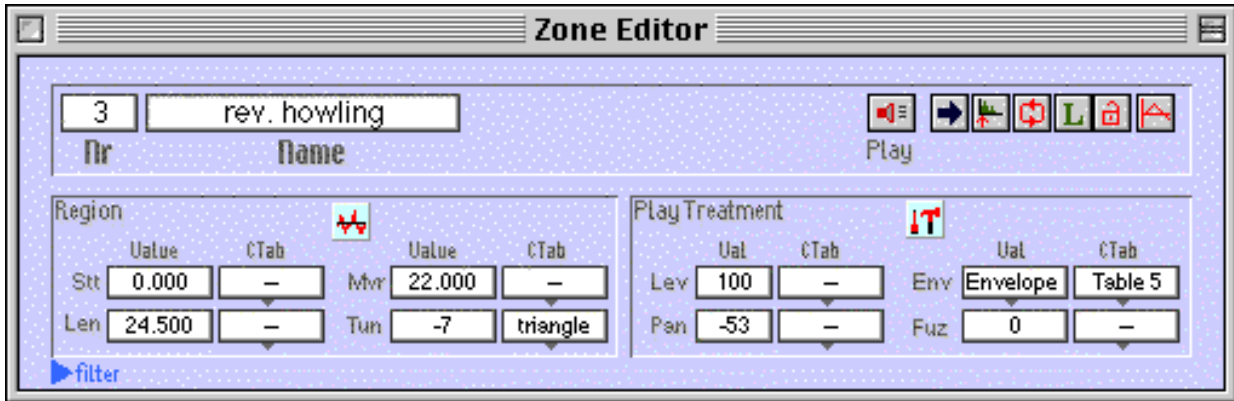 Zone Editor
3 rev. howling
Nr Name Play
L
Region
Value CTab Value CTab
Stt 0.000 – Mvr 22.000 –
Len 24.500 – Tun -7 triangle
Play Treatment
Val CTab Val CTab
Lev 100 – Env Envelope Table 5
Pan -53 – Fuz 0 –
filter